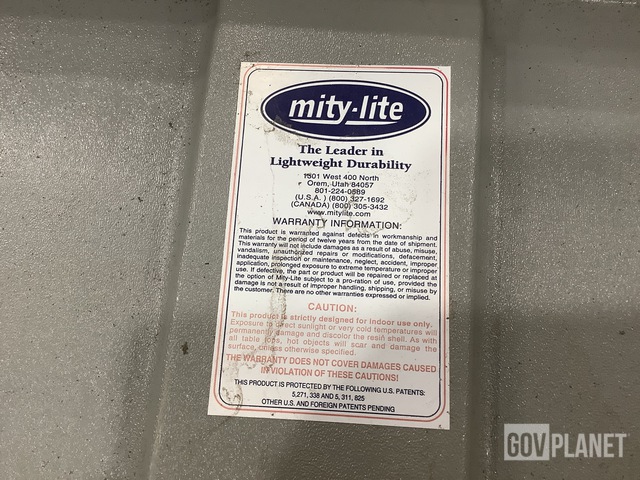 mity-lite
The Leader in
Lightweight Durability
1301 West 400 North
Orem, Utah 84057
801-224-0589
(U.S.A. ) (800) 327-1692
(CANADA) (800) 305-3432
www.mitylite.com
WARRANTY INFORMATION:
This product is warranted against defects in workmanship and
materials for the period of twelve years from the date of shipment.
This warranty will not include damages as a result of abuse, misuse,
vandalism, unauthorized repairs or modifications, defacement,
inadequate inspection or maintenance, neglect, accident, improper
application, prolonged exposure to extreme temperature or improper
use. If defective, the part or product will be repaired or replaced at
the option of Mity-Lite subject to a pro-ration of use, provided the
damage is not a result of improper handling, shipping, or misuse by
the customer. There are no other warranties expressed or implied.
CAUTION:
This product is strictly designed for indoor use only.
Exposure to direct sunlight or very cold temperatures will
permanently damage and discolor the resin shell. As with
all table tops, hot objects will scar and damage the
surface, unless otherwise specified.
THE WARRANTY DOES NOT COVER DAMAGES CAUSED
IN VIOLATION OF THESE CAUTIONS!
THIS PRODUCT IS PROTECTED BY THE FOLLOWING U.S. PATENTS:
5,271, 338 AND 5, 311, 825
OTHER U.S. AND FOREIGN PATENTS PENDING
GOVPLANET